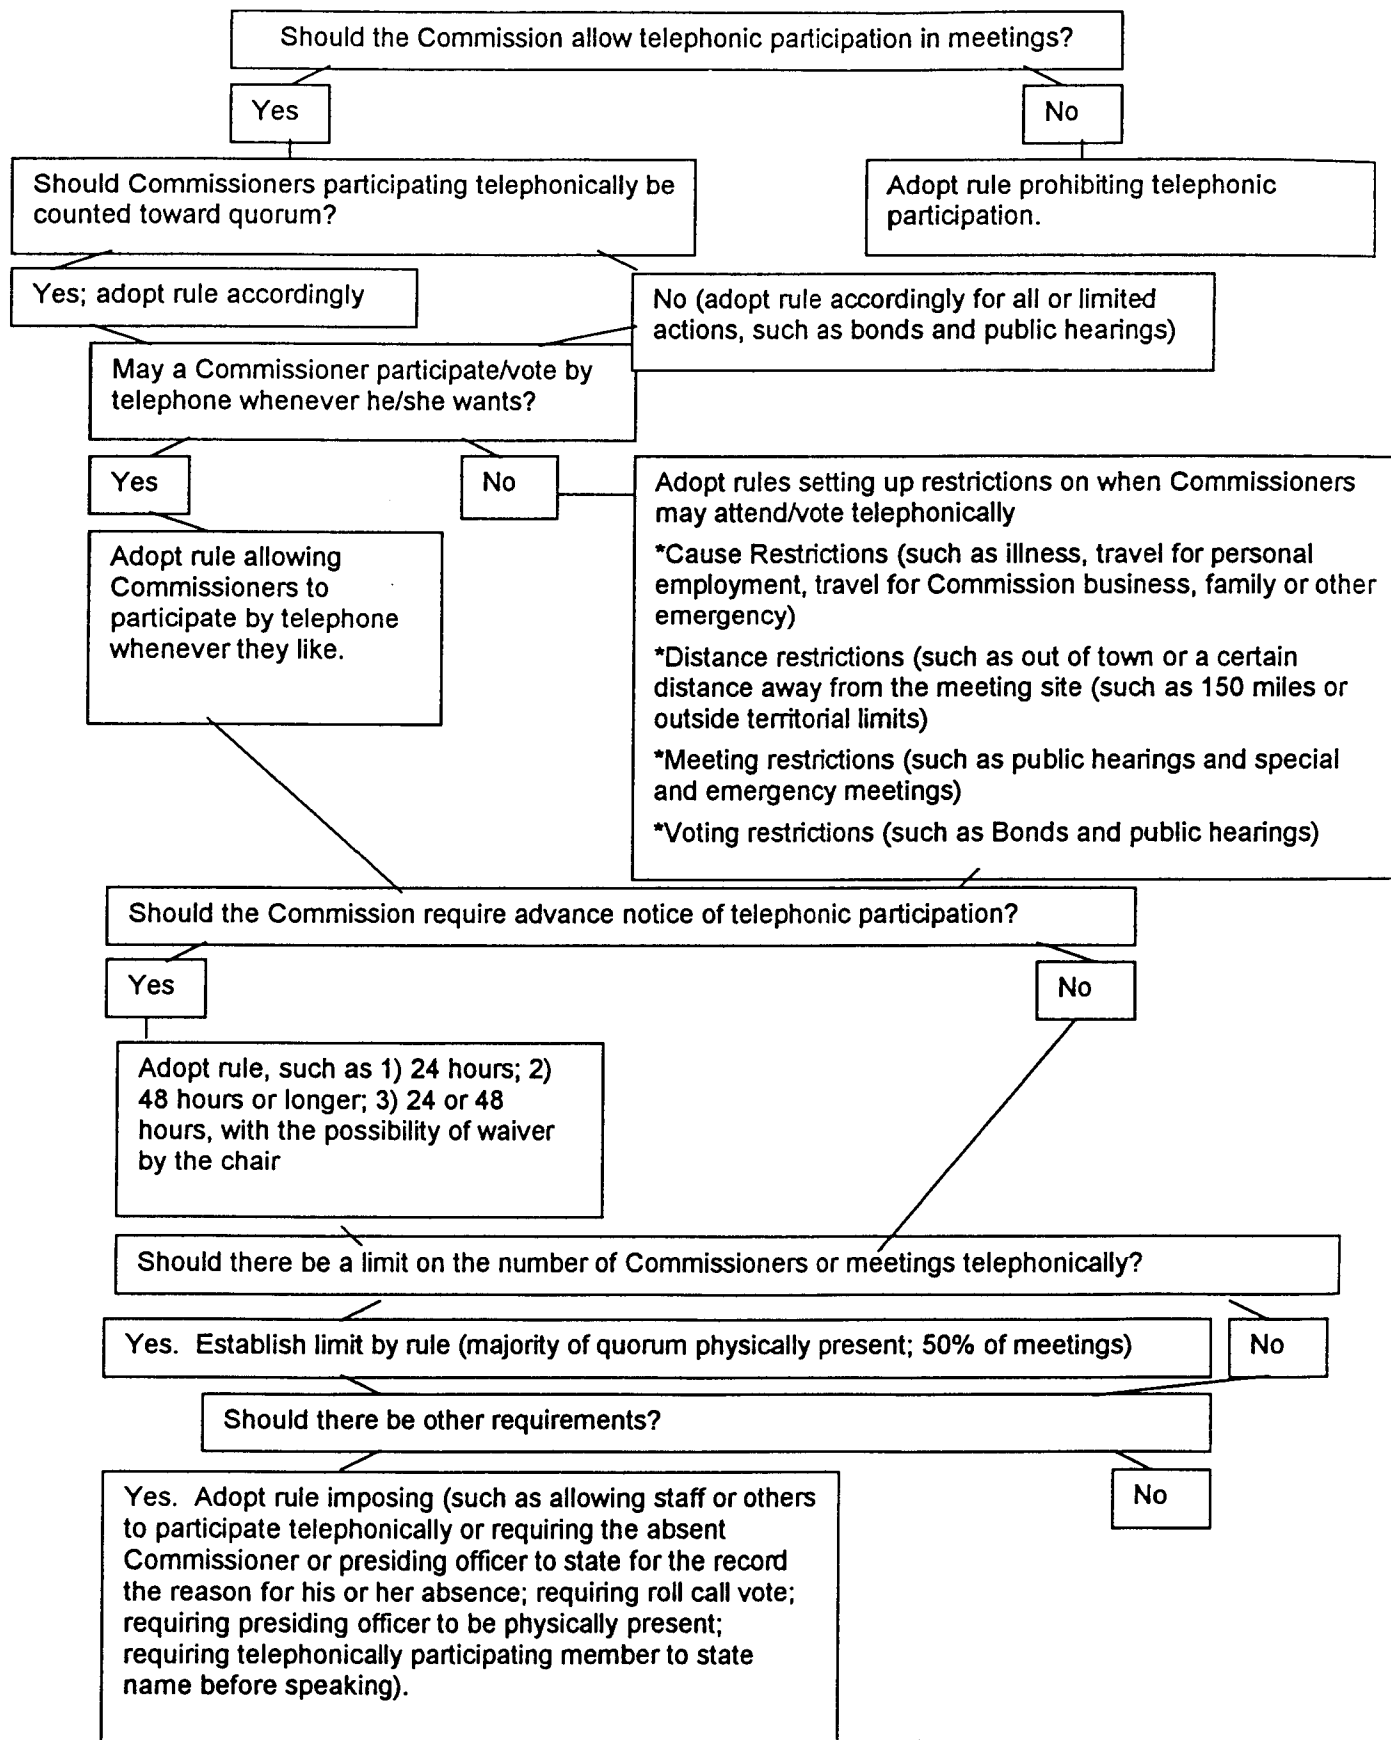 Should the Commission allow telephonic participation in meetings?
Yes
No
Should Commissioners participating telephonically be
counted toward quorum?
Adopt rule prohibiting telephonic
participation.
Yes; adopt rule accordingly
No (adopt rule accordingly for all or limited
actions, such as bonds and public hearings)
May a Commissioner participate/vote by
telephone whenever he/she wants?
Yes
No
Adopt rules setting up restrictions on when Commissioners
may attend/vote telephonically
*Cause Restrictions (such as illness, travel for personal
employment, travel for Commission business, family or other
emergency)
*Distance restrictions (such as out of town or a certain
distance away from the meeting site (such as 150 miles or
outside territorial limits)
*Meeting restrictions (such as public hearings and special
and emergency meetings)
*Voting restrictions (such as Bonds and public hearings)
Adopt rule allowing
Commissioners to
participate by telephone
whenever they like.
Should the Commission require advance notice of telephonic participation?
Yes
No
Adopt rule, such as 1) 24 hours; 2)
48 hours or longer; 3) 24 or 48
hours, with the possibility of waiver
by the chair
Should there be a limit on the number of Commissioners or meetings telephonically?
Yes. Establish limit by rule (majority of quorum physically present; 50% of meetings)
No
Should there be other requirements?
Yes. Adopt rule imposing (such as allowing staff or others
to participate telephonically or requiring the absent
Commissioner or presiding officer to state for the record
the reason for his or her absence; requiring roll call vote;
requiring presiding officer to be physically present;
requiring telephonically participating member to state
name before speaking).
No